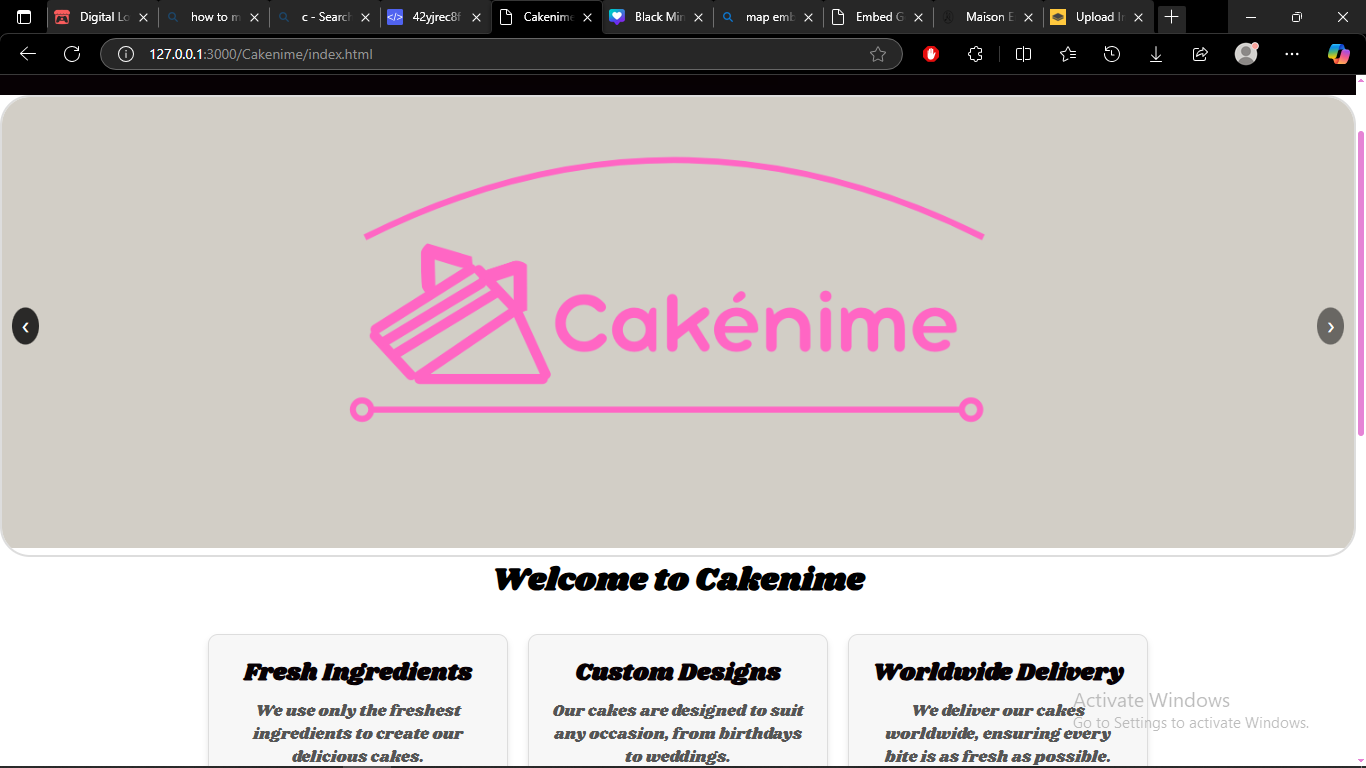 Digital Lo
how to m
c - Search
42yjrec8f
Cakenime
Black Mir
map emb
Embed G
Maison E
Upload Ir
127.0.0.1:3000/Cakenime/index.html
Cakénime
Welcome to Cakenime
Fresh Ingredients
We use only the freshest
ingredients to create our
delicious cakes.
Custom Designs
Our cakes are designed to suit
any occasion, from birthdays
to weddings.
Worldwide Delivery
We deliver our cakes
worldwide, ensuring every
bite is as fresh as possible.
Activate Windows
Go to Settings to activate Windows.